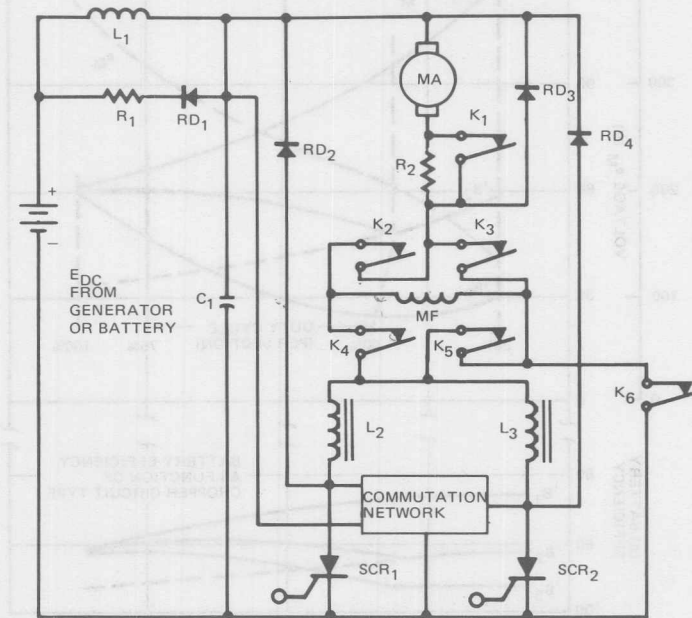 L1
R1
RD1
RD2
MA
K1
R2
RD3
RD4
+
−
K2
K3
EDC
FROM
GENERATOR
OR BATTERY
C1
MF
K4
K5
K6
L2
L3
COMMUTATION
NETWORK
SCR1
SCR2